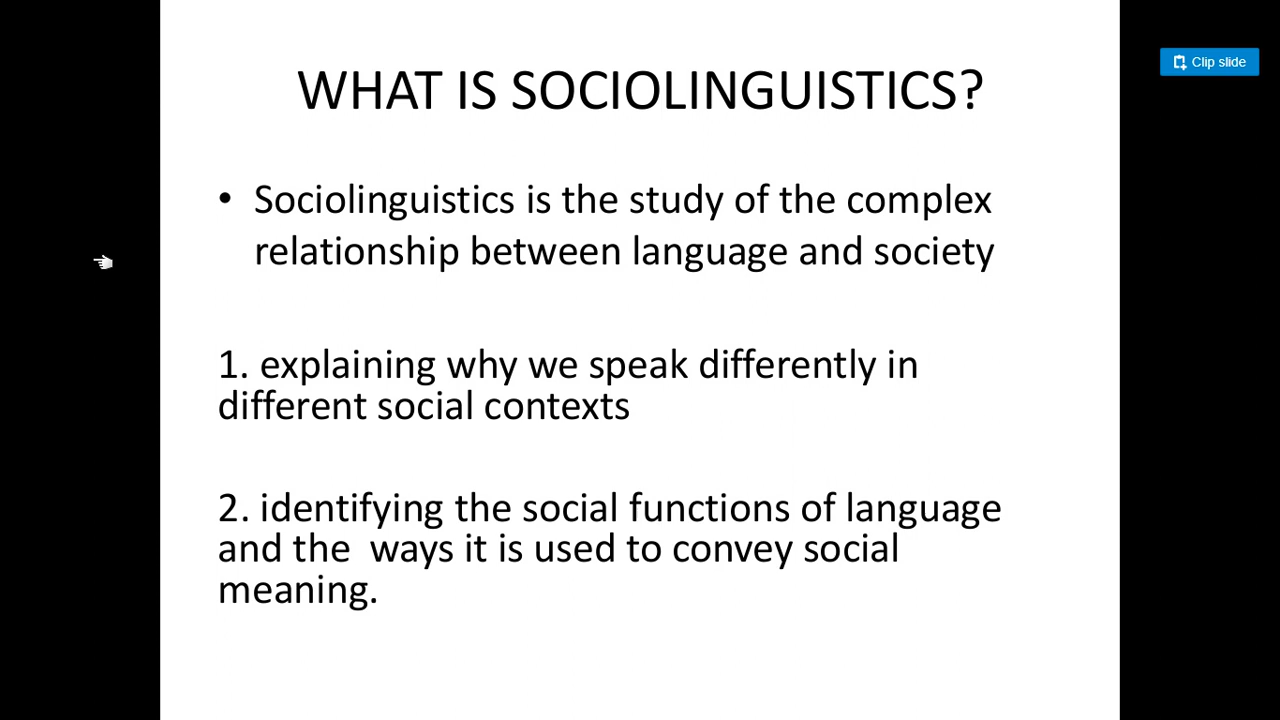 WHAT IS SOCIOLINGUISTICS?
Clip slide
• Sociolinguistics is the study of the complex
relationship between language and society
1. explaining why we speak differently in
different social contexts
2. identifying the social functions of language
and the  ways it is used to convey social
meaning.